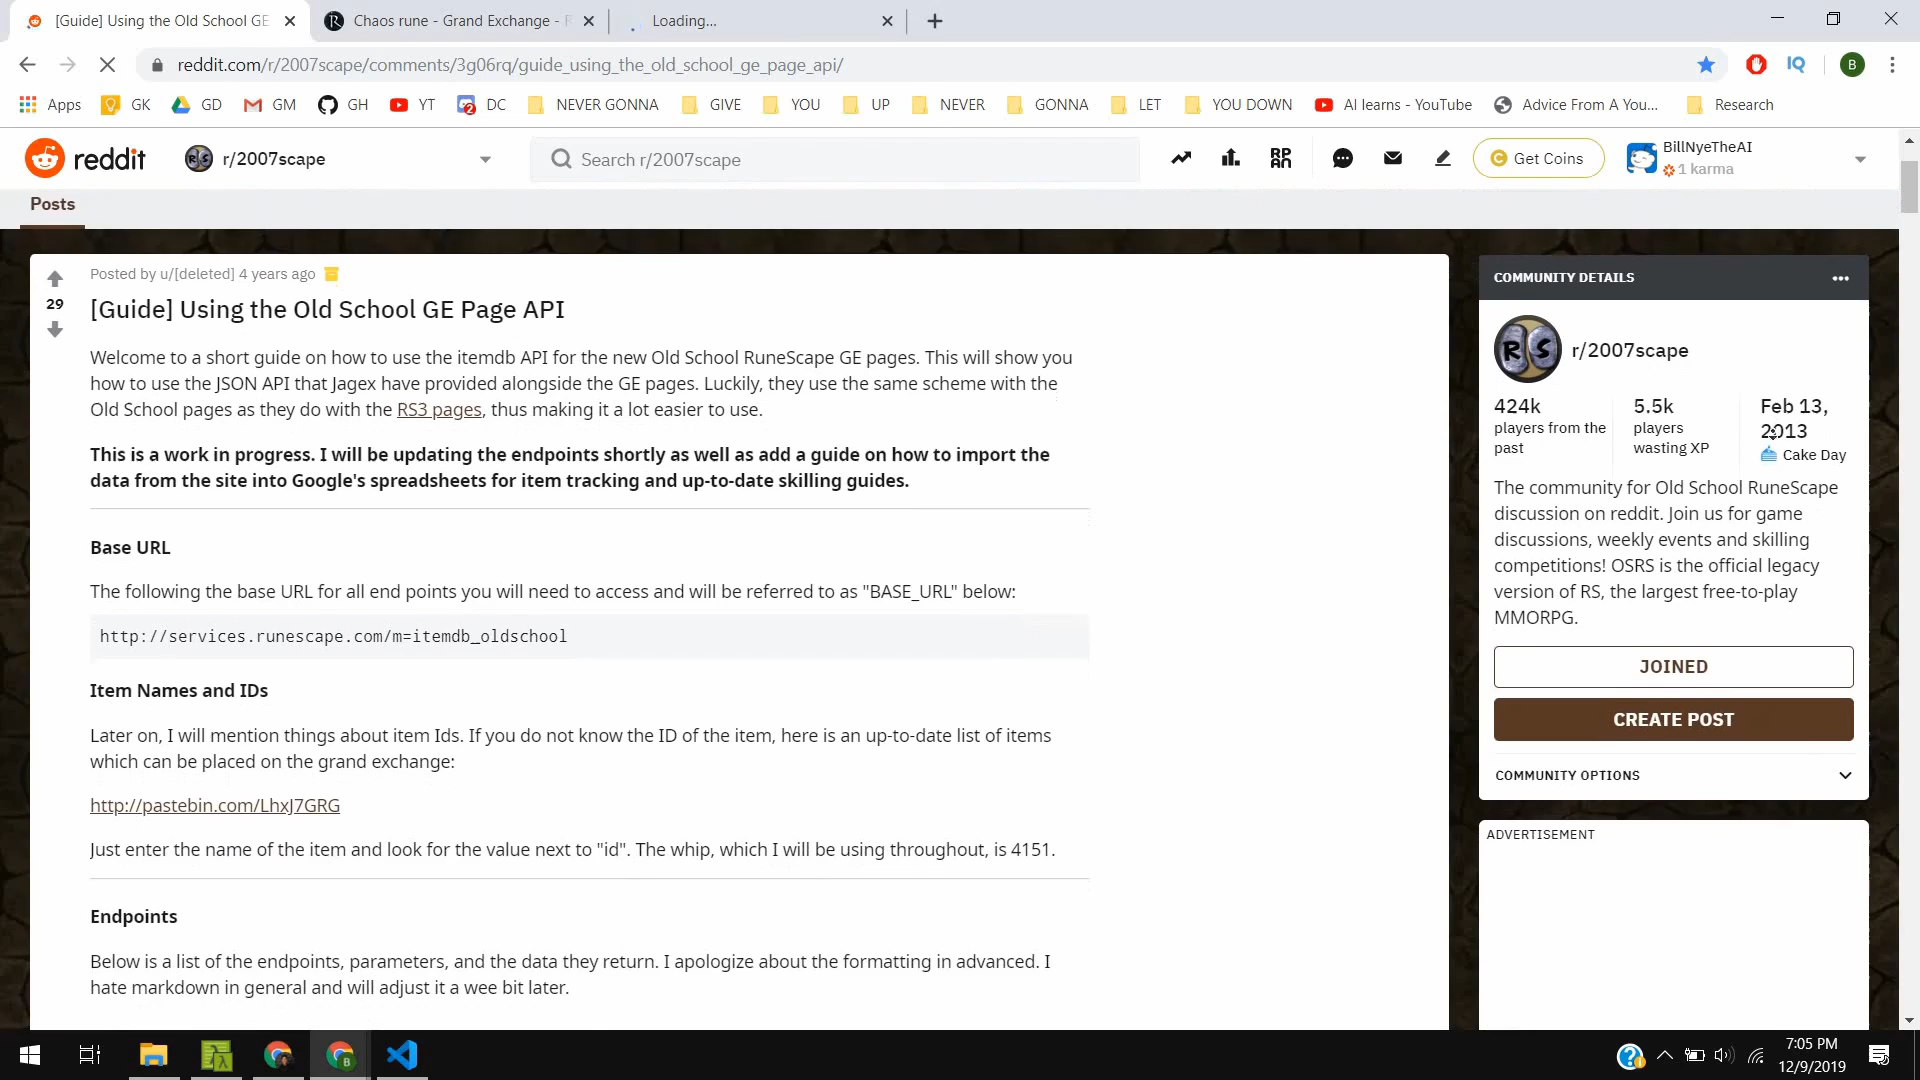 [Guide] Using the Old School GE
Chaos rune - Grand Exchange -
Loading...
reddit.com/r/2007scape/comments/3g06rq/guide_using_the_old_school_ge_page_api/
IQ
B
Apps
GK
GD
GM
GH
YT
DC
NEVER GONNA
GIVE
YOU
UP
NEVER
GONNA
LET
YOU DOWN
AI learns - YouTube
Advice From A You...
Research
reddit
r/2007scape
Search r/2007scape
RPAN
Get Coins
BillNyeTheAI
1 karma
Posts
Posted by u/[deleted] 4 years ago
29
[Guide] Using the Old School GE Page API
Welcome to a short guide on how to use the itemdb API for the new Old School RuneScape GE pages. This will show you
how to use the JSON API that Jagex have provided alongside the GE pages. Luckily, they use the same scheme with the
Old School pages as they do with the RS3 pages, thus making it a lot easier to use.
This is a work in progress. I will be updating the endpoints shortly as well as add a guide on how to import the
data from the site into Google's spreadsheets for item tracking and up-to-date skilling guides.
Base URL
The following the base URL for all end points you will need to access and will be referred to as "BASE_URL" below:
http://services.runescape.com/m=itemdb_oldschool
Item Names and IDs
Later on, I will mention things about item Ids. If you do not know the ID of the item, here is an up-to-date list of items
which can be placed on the grand exchange:
http://pastebin.com/LhxJ7GRG
Just enter the name of the item and look for the value next to "id". The whip, which I will be using throughout, is 4151.
Endpoints
Below is a list of the endpoints, parameters, and the data they return. I apologize about the formatting in advanced. I
hate markdown in general and will adjust it a wee bit later.
COMMUNITY DETAILS
RS
r/2007scape
424k
players from the
past
5.5k
players
wasting XP
Feb 13,
2013
Cake Day
The community for Old School RuneScape
discussion on reddit. Join us for game
discussions, weekly events and skilling
competitions! OSRS is the official legacy
version of RS, the largest free-to-play
MMORPG.
JOINED
CREATE POST
COMMUNITY OPTIONS
ADVERTISEMENT
7:05 PM
12/9/2019